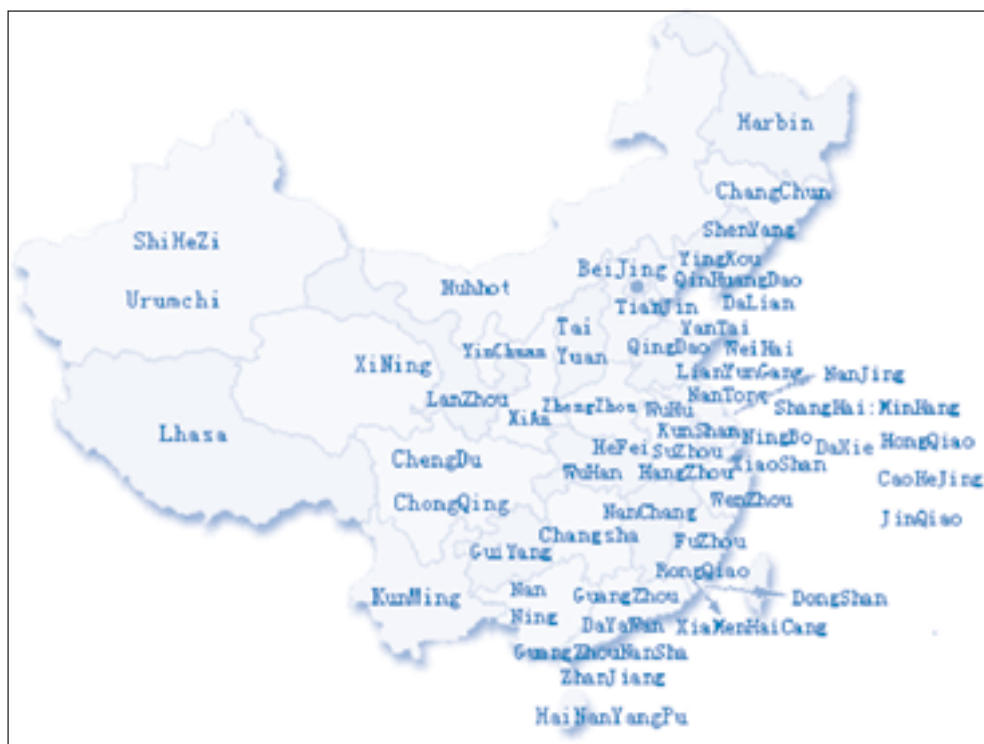 Harbin
ChangChun
ShenYang
ShiHeZi
YingKou
BeiJing
QinHuangDao
Huhhot
Urumchi
DaLian
TianJin
Tai
YanTai
YinChuan
Yuan
QingDao
WeiHai
XiNing
LianYunGang
NanJing
LanZhou
NanTong
ZhengZhou
WuHu
ShangHai:MinHang
XiAn
Lhasa
KunShan
NingBo
HongQiao
HeFei
SuZhou
DaXie
ChengDu
WuHan
HangZhou
XiaoShan
CaoHeJing
ChongQing
WenZhou
NanChang
JinQiao
Changsha
FuZhou
GuiYang
RongQiao
Nan
KunMing
GuangZhou
DongShan
Ning
DaYaWan
XiaMenHaiCang
GuangZhouNanSha
ZhanJiang
HaiNanYangPu